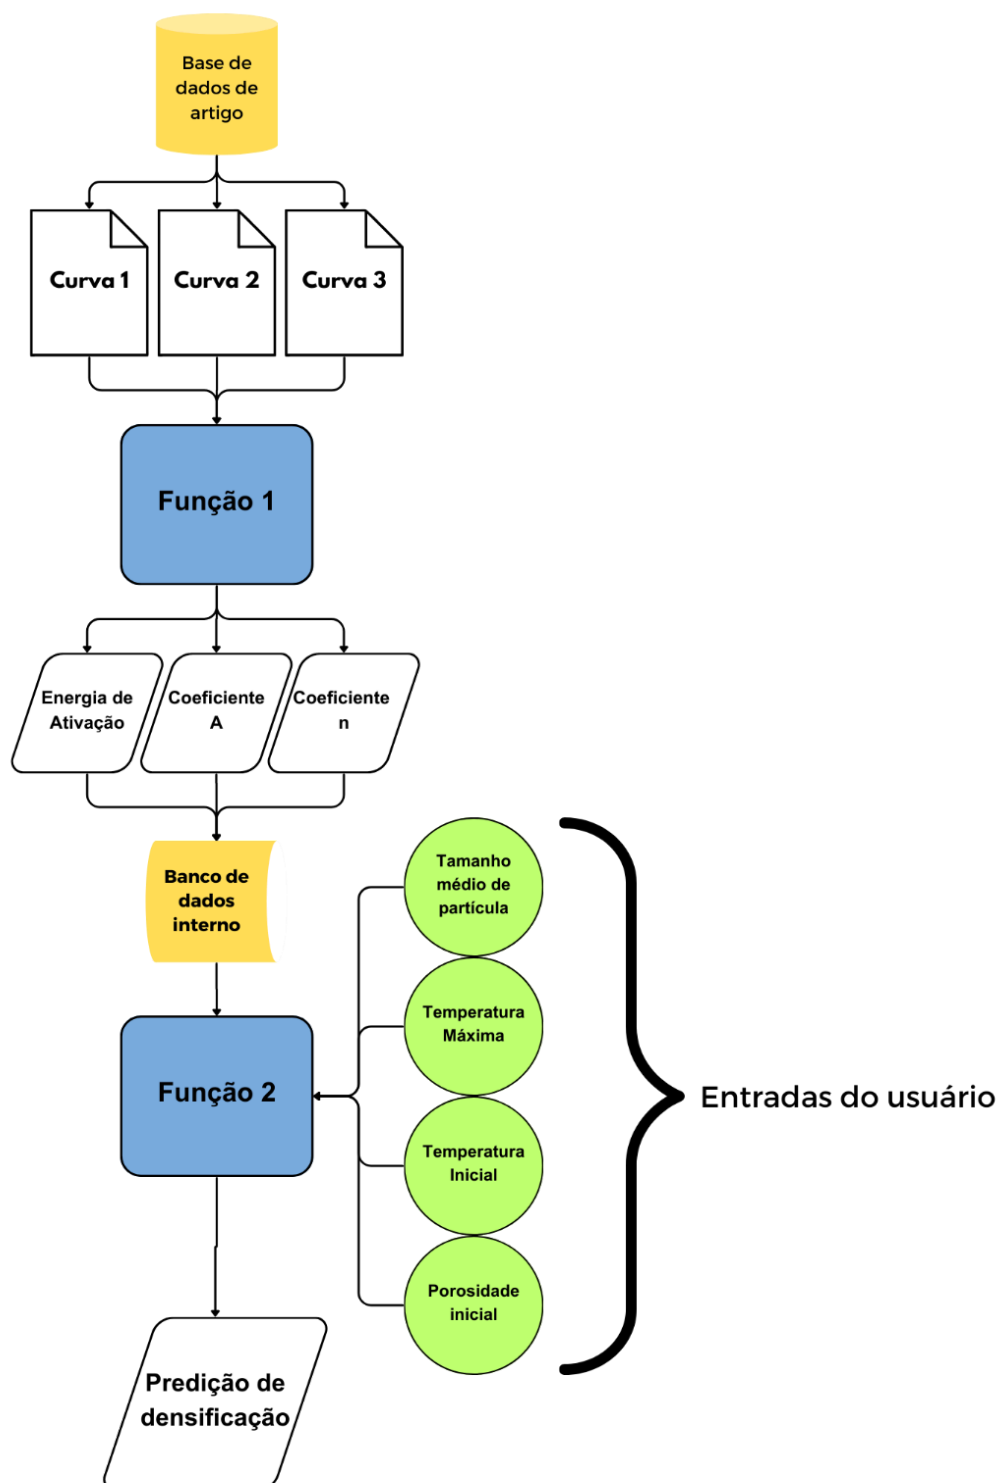 Base de
dados de
artigo
Curva 1
Curva 2
Curva 3
Função 1
Energia de
Ativação
Coeficiente
A
Coeficiente
n
Banco de
dados
interno
Tamanho
médio de
partícula
Temperatura
Máxima
Função 2
Entradas do usuário
Temperatura
Inicial
Porosidade
inicial
Predição de
densificação